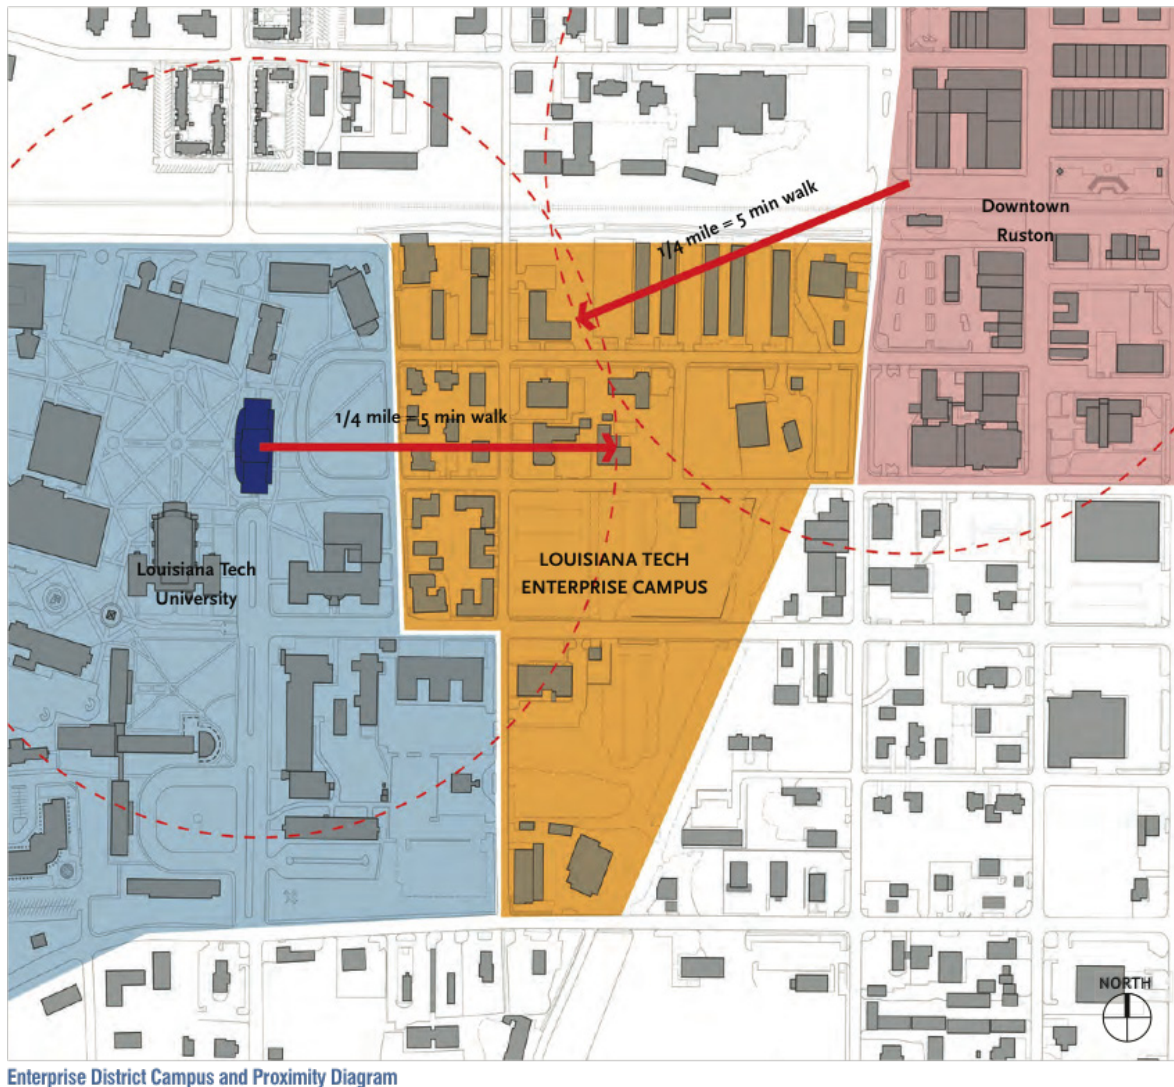 1/4 mile = 5 min walk
Downtown
Ruston
1/4 mile = 5 min walk
LOUISIANA TECH
ENTERPRISE CAMPUS
Louisiana Tech
University
NORTH
Enterprise District Campus and Proximity Diagram